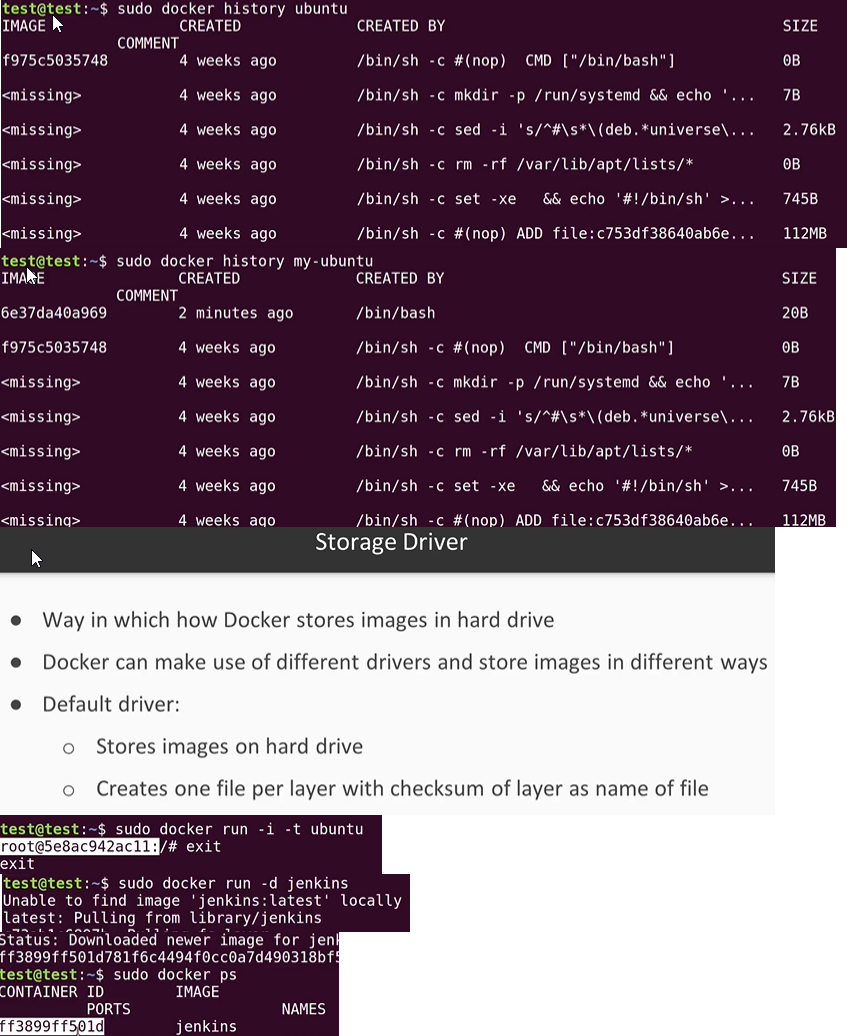 test@test:~$ sudo docker history ubuntu
IMAGE CREATED CREATED BY SIZE
COMMENT
f975c5035748 4 weeks ago /bin/sh -c #(nop) CMD ["/bin/bash"] 0B
<missing> 4 weeks ago /bin/sh -c mkdir -p /run/systemd && echo '... 7B
<missing> 4 weeks ago /bin/sh -c sed -i 's/^#\s*\(deb.*universe\... 2.76kB
<missing> 4 weeks ago /bin/sh -c rm -rf /var/lib/apt/lists/* 0B
<missing> 4 weeks ago /bin/sh -c set -xe && echo '#!/bin/sh' >... 745B
<missing> 4 weeks ago /bin/sh -c #(nop) ADD file:c753df38640ab6e... 112MB
test@test:~$ sudo docker history my-ubuntu
IMAGE CREATED CREATED BY SIZE
COMMENT
6e37da40a969 2 minutes ago /bin/bash 20B
f975c5035748 4 weeks ago /bin/sh -c #(nop) CMD ["/bin/bash"] 0B
<missing> 4 weeks ago /bin/sh -c mkdir -p /run/systemd && echo '... 7B
<missing> 4 weeks ago /bin/sh -c sed -i 's/^#\s*\(deb.*universe\... 2.76kB
<missing> 4 weeks ago /bin/sh -c rm -rf /var/lib/apt/lists/* 0B
<missing> 4 weeks ago /bin/sh -c set -xe && echo '#!/bin/sh' >... 745B
<missing> 4 weeks ago /bin/sh -c #(nop) ADD file:c753df38640ab6e... 112MB
Storage Driver
● Way in which how Docker stores images in hard drive
● Docker can make use of different drivers and store images in different ways
● Default driver:
○ Stores images on hard drive
○ Creates one file per layer with checksum of layer as name of file
test@test:~$ sudo docker run -i -t ubuntu
root@5e8ac942ac11:/# exit
exit
test@test:~$ sudo docker run -d jenkins
Unable to find image 'jenkins:latest' locally
latest: Pulling from library/jenkins
Status: Downloaded newer image for jen
ff3899ff501d781f6c4494f0cc0a7d490318bf
test@test:~$ sudo docker ps
CONTAINER ID IMAGE
PORTS NAMES
ff3899ff501d jenkins